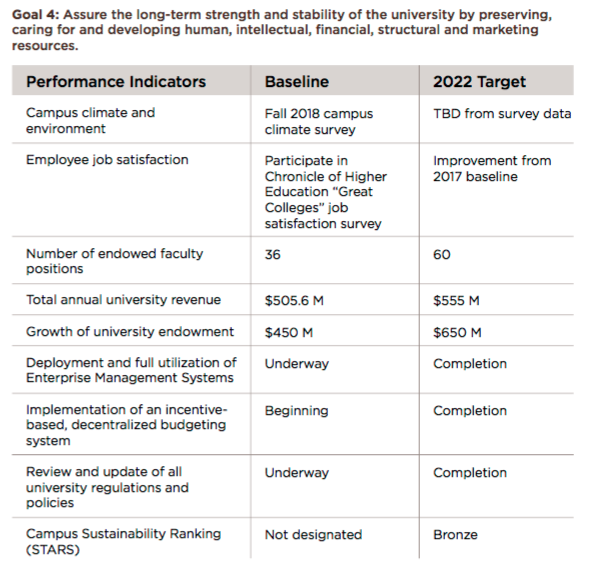 Goal 4: Assure the long-term strength and stability of the university by preserving,
caring for and developing human, intellectual, financial, structural and marketing
resources.
Performance Indicators Baseline 2022 Target
Campus climate and Fall 2018 campus TBD from survey data
environment climate survey
Employee job satisfaction Participate in Improvement from
Chronicle of Higher 2017 baseline
Education “Great
Colleges” job
satisfaction survey
Number of endowed faculty 36 60
positions
Total annual university revenue $505.6 M $555 M
Growth of university endowment $450 M $650 M
Deployment and full utilization of Underway Completion
Enterprise Management Systems
Implementation of an incentive- Beginning Completion
based, decentralized budgeting
system
Review and update of all Underway Completion
university regulations and
policies
Campus Sustainability Ranking Not designated Bronze
(STARS)